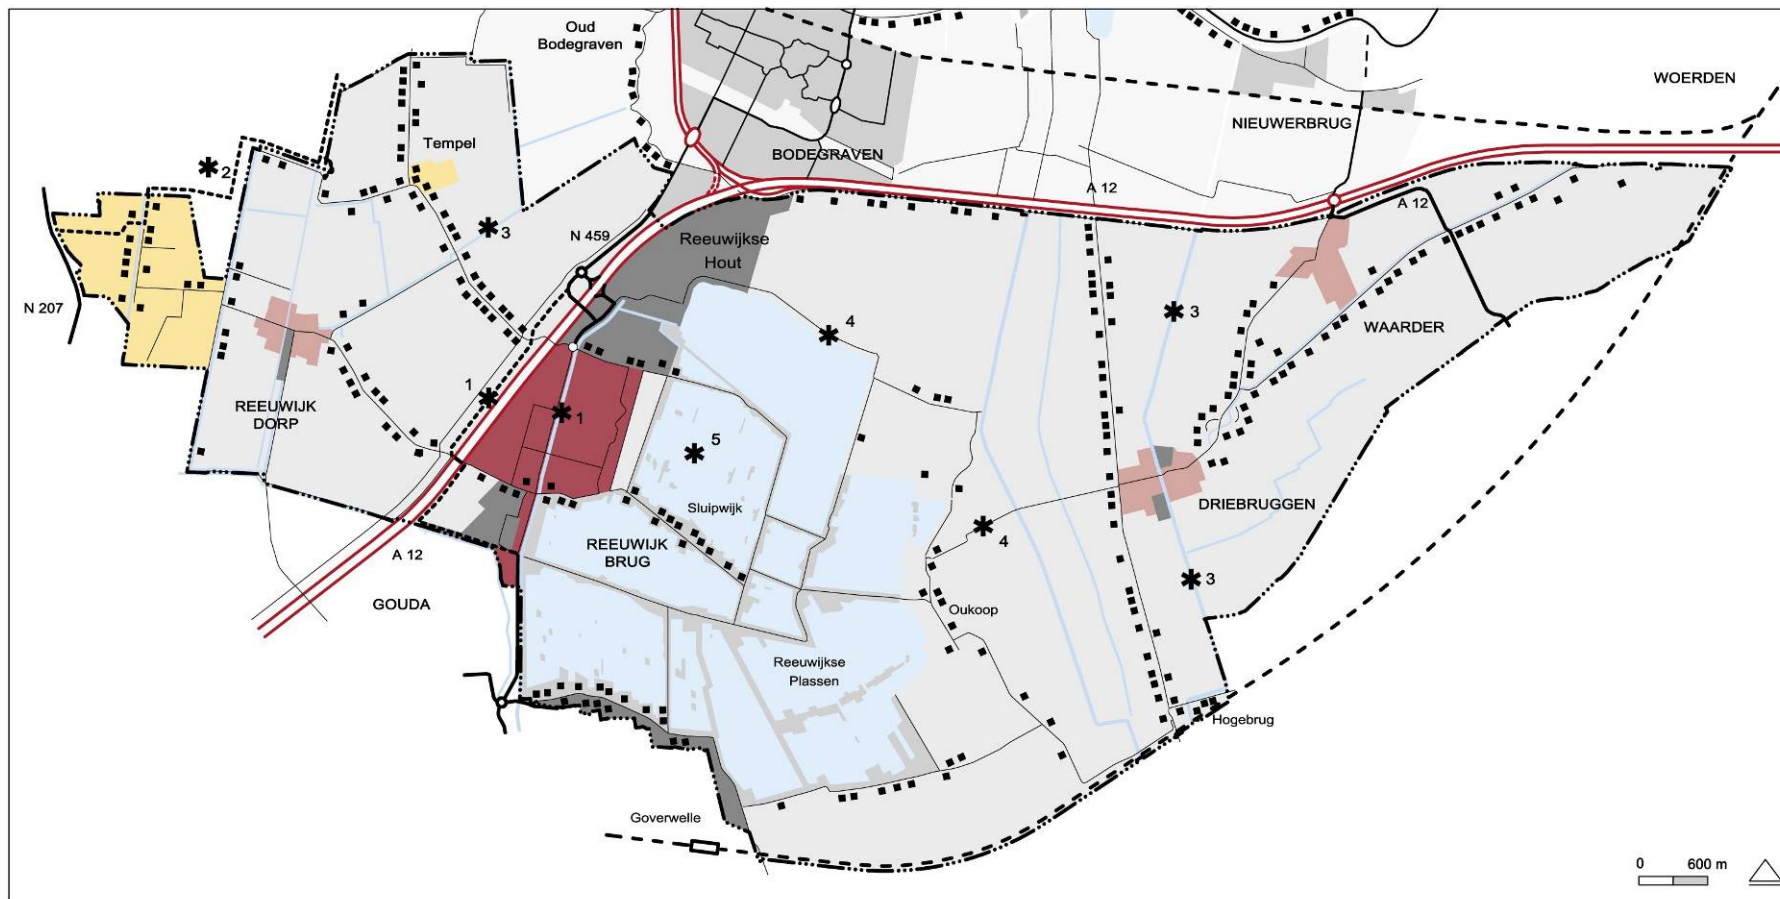 Oud
Bodegraven
WOERDEN
Tempel
NIEUWERBRUG
BODEGRAVEN
2
A 12
A 12
3
N 459
Reeuwijkse
Hout
N 207
3
4
WAARDER
1
REEUWIJK
DORP
1
5
Sluipwijk
DRIEBRUGGEN
REEUWIJK
BRUG
4
A 12
3
GOUDA
Oukoop
Reeuwijkse
Plassen
Hogebrug
Goverwelle
0 600 m